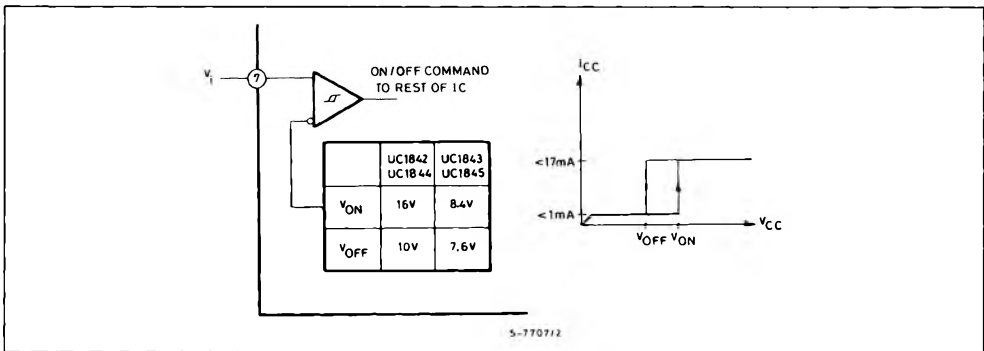 Vi
7
ON/OFF COMMAND
TO REST OF IC
UC1842 UC1843
UC1844 UC1845
VON 16V 8.4V
VOFF 10V 7.6V
ICC
<17mA
<1mA
VOFF VON
VCC
5-7707/2